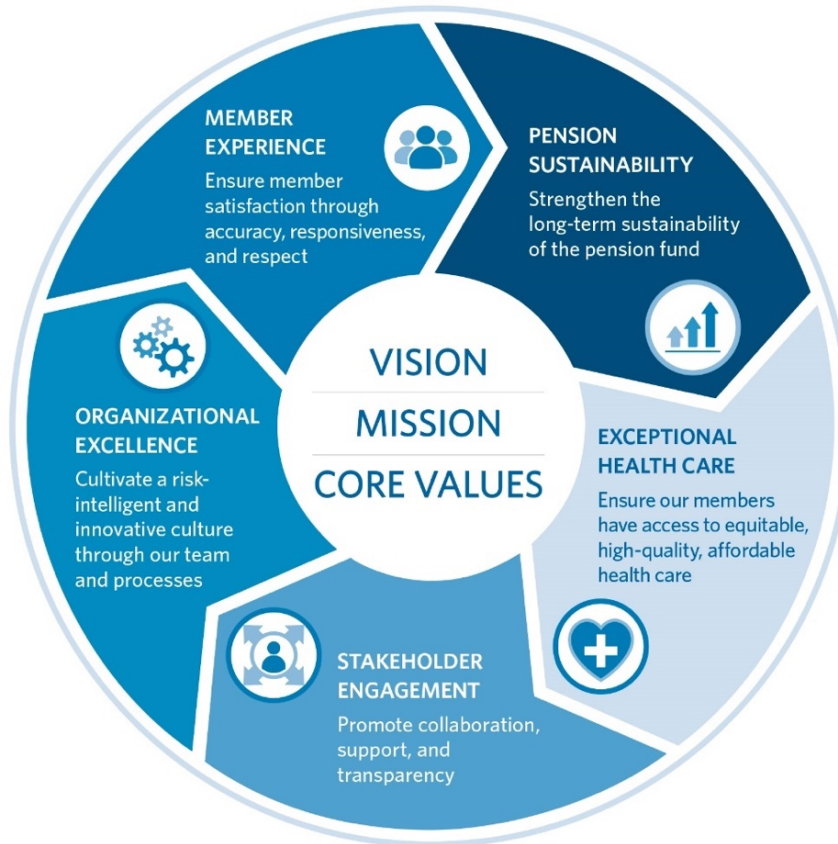 MEMBER
EXPERIENCE
Ensure member
satisfaction through
accuracy, responsiveness,
and respect
PENSION
SUSTAINABILITY
Strengthen the
long-term sustainability
of the pension fund
EXCEPTIONAL
HEALTH CARE
Ensure our members
have access to equitable,
high-quality, affordable
health care
STAKEHOLDER
ENGAGEMENT
Promote collaboration,
support, and
transparency
ORGANIZATIONAL
EXCELLENCE
Cultivate a risk-
intelligent and
innovative culture
through our team
and processes
VISION
MISSION
CORE VALUES